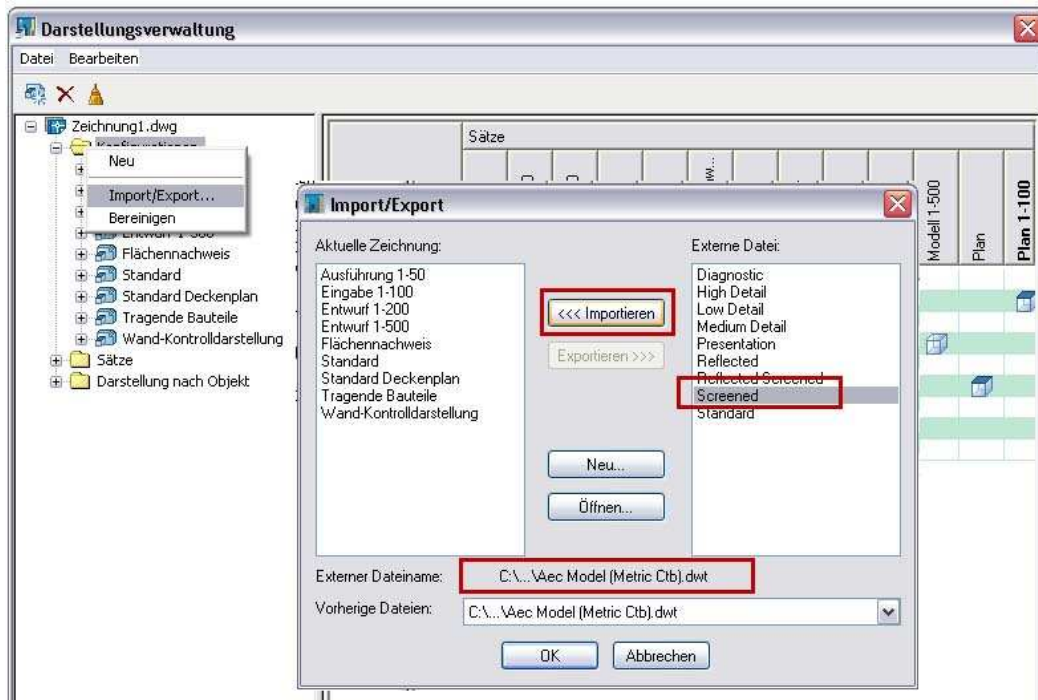 Darstellungsverwaltung
Datei Bearbeiten
Zeichnung1.dwg
Konfigurationen
Neu
Import/Export...
Bereinigen
Flächennachweis
Standard
Standard Deckenplan
Tragende Bauteile
Wand-Kontrolldarstellung
Sätze
Darstellung nach Objekt
Sätze
Modell 1-500
Plan
Plan 1-100
Import/Export
Aktuelle Zeichnung:
Ausführung 1-50
Eingabe 1-100
Entwurf 1-200
Entwurf 1-500
Flächennachweis
Standard
Standard Deckenplan
Tragende Bauteile
Wand-Kontrolldarstellung
<<< Importieren
Exportieren >>>
Neu...
Öffnen...
Externe Datei:
Diagnostic
High Detail
Low Detail
Medium Detail
Presentation
Reflected
Reflected Screened
Screened
Standard
Externer Dateiname: C:\...\Aec Model (Metric Ctb).dwt
Vorherige Dateien: C:\...\Aec Model (Metric Ctb).dwt
OK Abbrechen